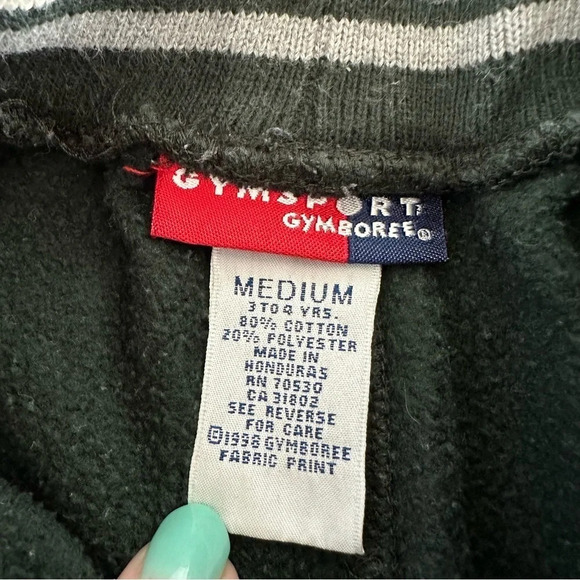 GYMSPORT
GYMBOREE®
MEDIUM
3 TO 4 YRS.
80% COTTON
20% POLYESTER
MADE IN
HONDURAS
RN 70530
CA 31802
SEE REVERSE
FOR CARE
©1998 GYMBOREE
FABRIC PRINT